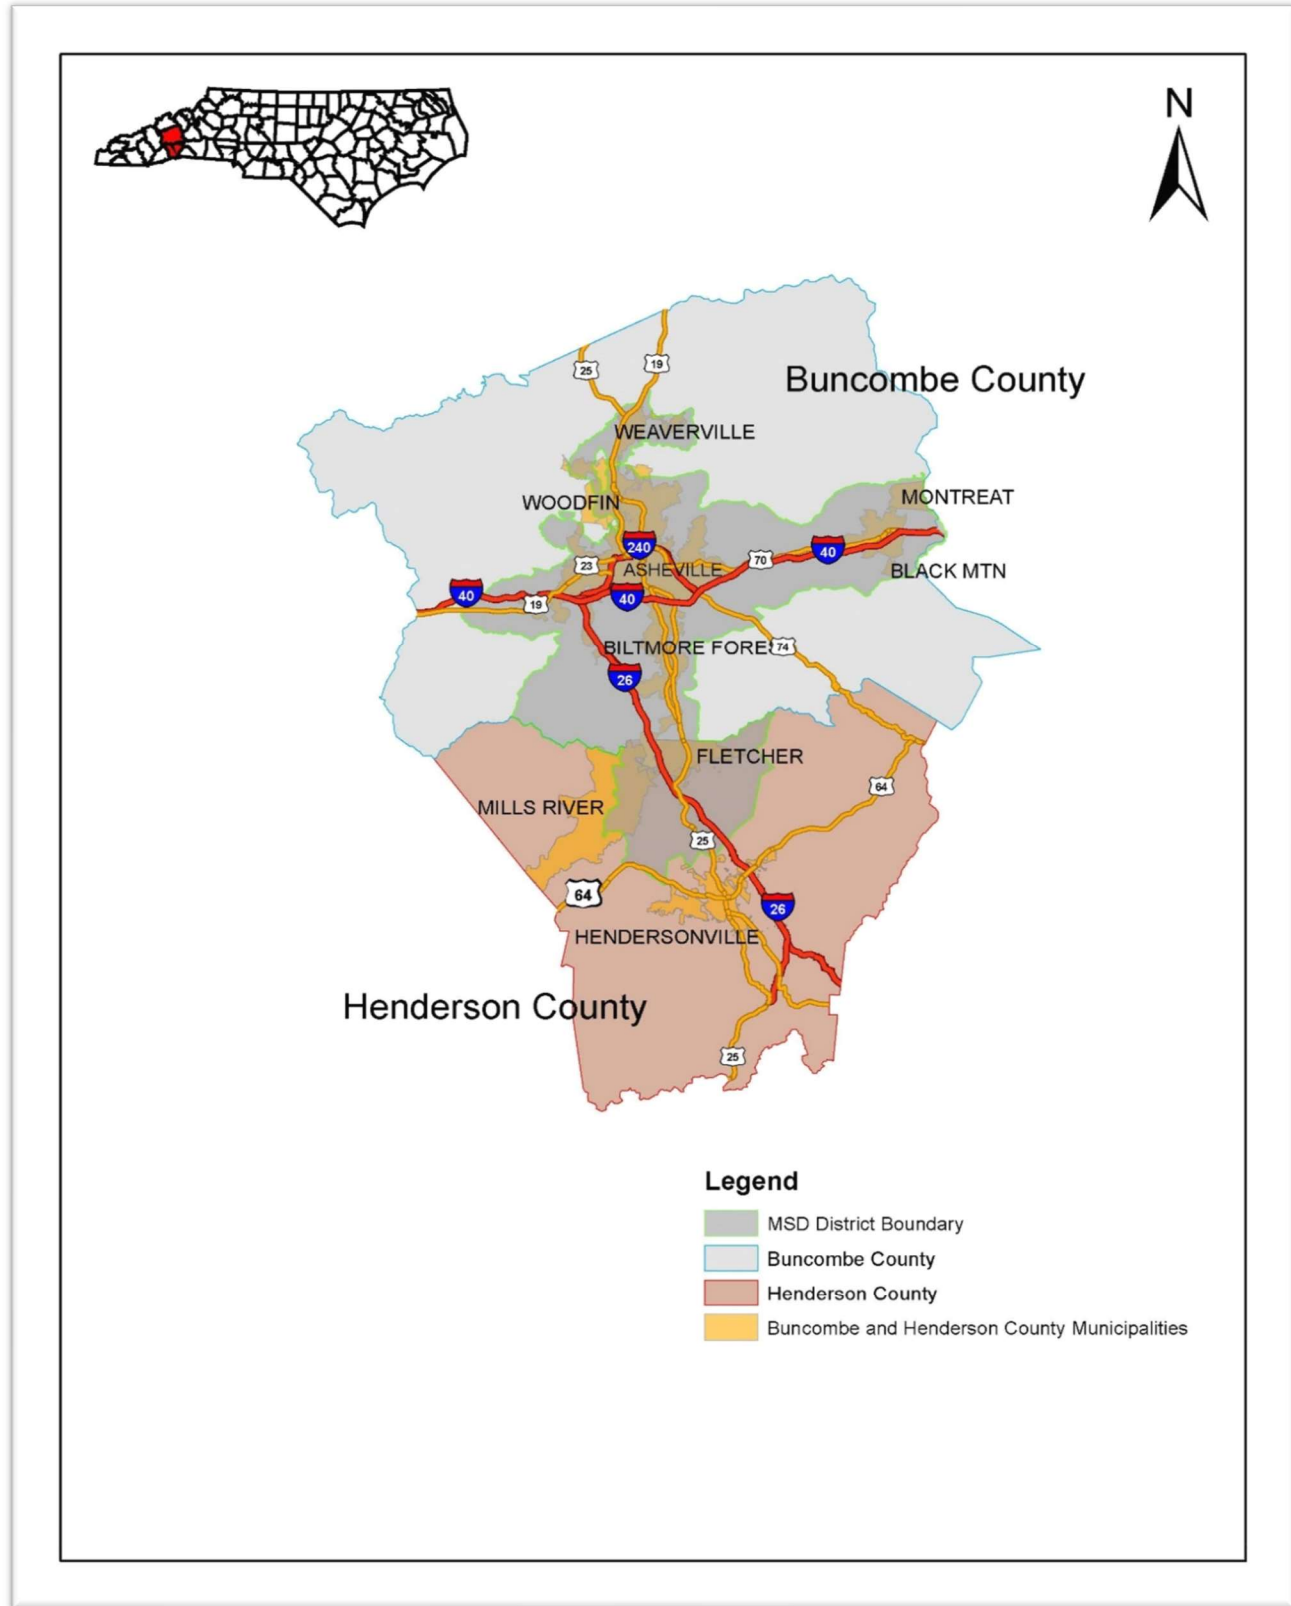 N
25
19
Buncombe County
WEAVERVILLE
WOODFIN
MONTREAT
240
40
70
23
ASHEVILLE
BLACK MTN
40
40
19
BILTMORE FORES
74
26
FLETCHER
64
MILLS RIVER
25
64
26
HENDERSONVILLE
Henderson County
25
Legend
MSD District Boundary
Buncombe County
Henderson County
Buncombe and Henderson County Municipalities